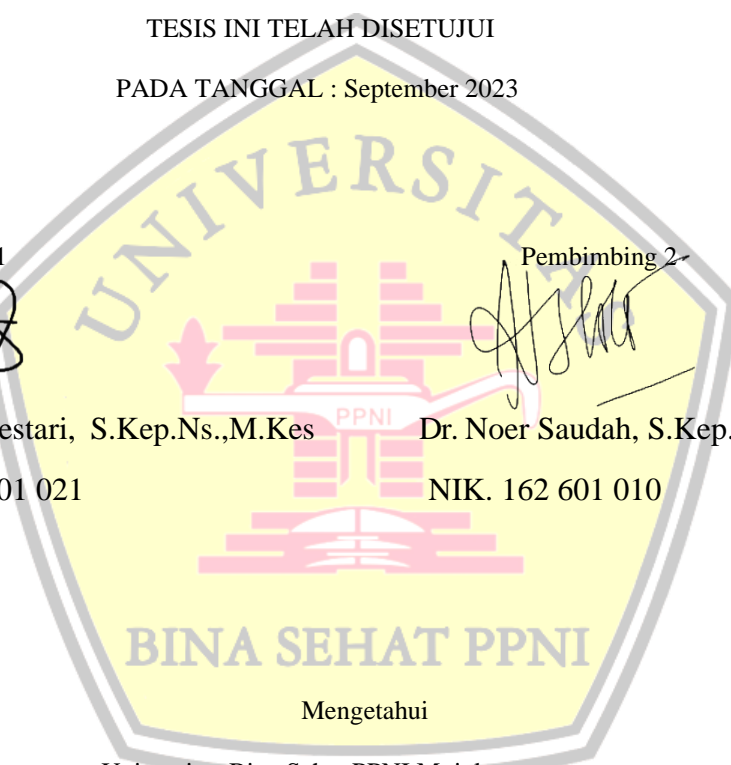 TESIS INI TELAH DISETUJUI
PADA TANGGAL : September 2023
UNIVERSITAS
Pembimbing 2
PPNI
estari, S.Kep.Ns.,M.Kes Dr. Noer Saudah, S.Kep.
01 021 NIK. 162 601 010
BINA SEHAT PPNI
Mengetahui